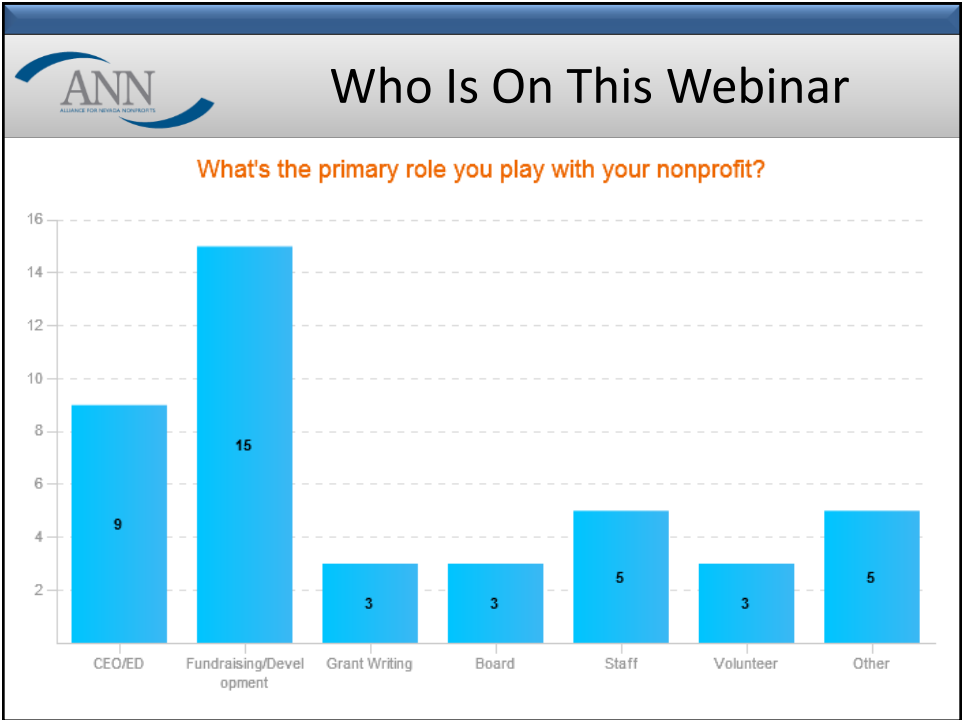 ANN
ALLIANCE FOR NEVADA NONPROFITS
Who Is On This Webinar
What's the primary role you play with your nonprofit?
16
14
12
10
8
6
4
2
9
15
3
3
5
3
5
CEO/ED
Fundraising/Devel
opment
Grant Writing
Board
Staff
Volunteer
Other